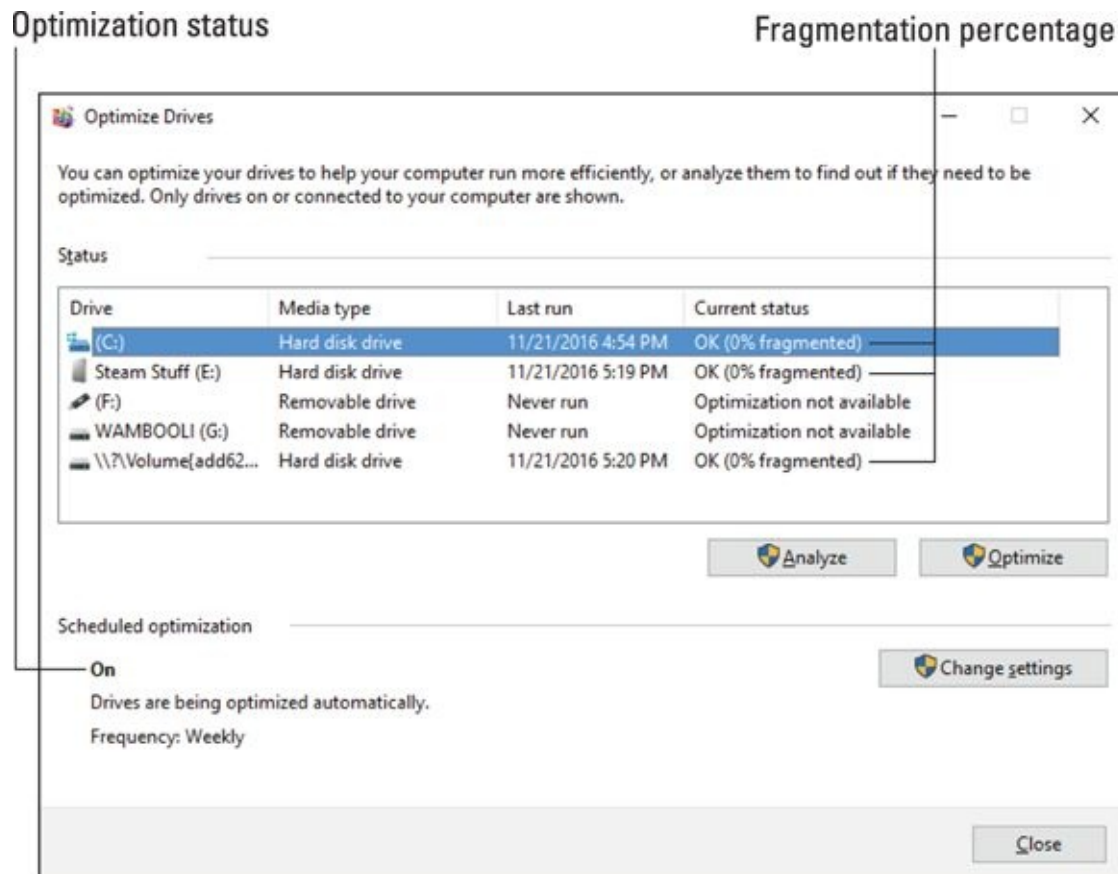 Optimization status
Fragmentation percentage
Optimize Drives
You can optimize your drives to help your computer run more efficiently, or analyze them to find out if they need to be
optimized. Only drives on or connected to your computer are shown.
Status
Drive Media type Last run Current status
(C:) Hard disk drive 11/21/2016 4:54 PM OK (0% fragmented)
Steam Stuff (E:) Hard disk drive 11/21/2016 5:19 PM OK (0% fragmented)
(F:) Removable drive Never run Optimization not available
WAMBOOLI (G:) Removable drive Never run Optimization not available
\\?\Volume{add62... Hard disk drive 11/21/2016 5:20 PM OK (0% fragmented)
Analyze Optimize
Scheduled optimization
On
Change settings
Drives are being optimized automatically.
Frequency: Weekly
Close